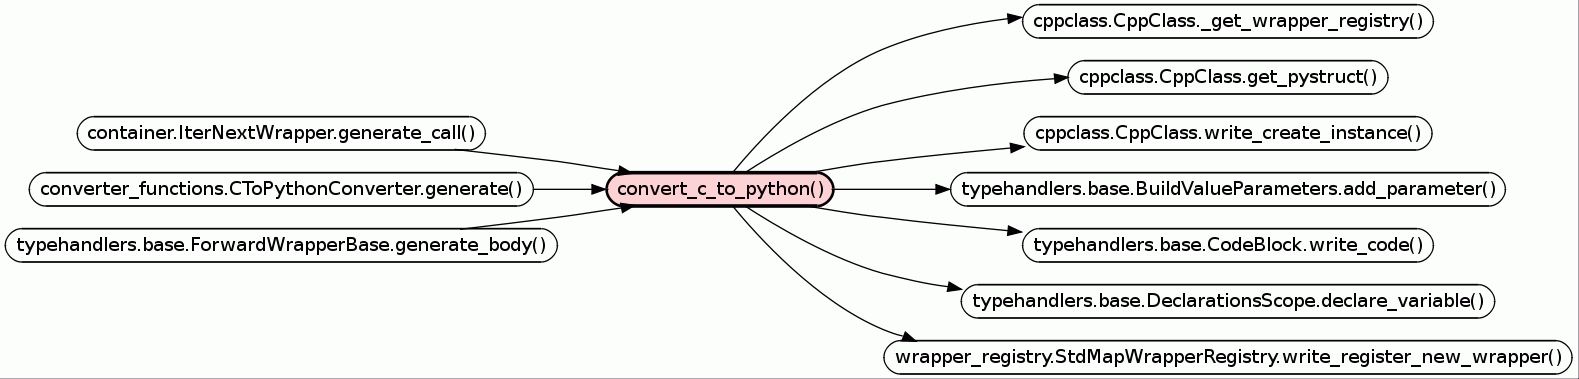 cppclass.CppClass._get_wrapper_registry()
cppclass.CppClass.get_pystruct()
container.IterNextWrapper.generate_call()
cppclass.CppClass.write_create_instance()
converter_functions.CToPythonConverter.generate()
convert_c_to_python()
typehandlers.base.BuildValueParameters.add_parameter()
typehandlers.base.ForwardWrapperBase.generate_body()
typehandlers.base.CodeBlock.write_code()
typehandlers.base.DeclarationsScope.declare_variable()
wrapper_registry.StdMapWrapperRegistry.write_register_new_wrapper()